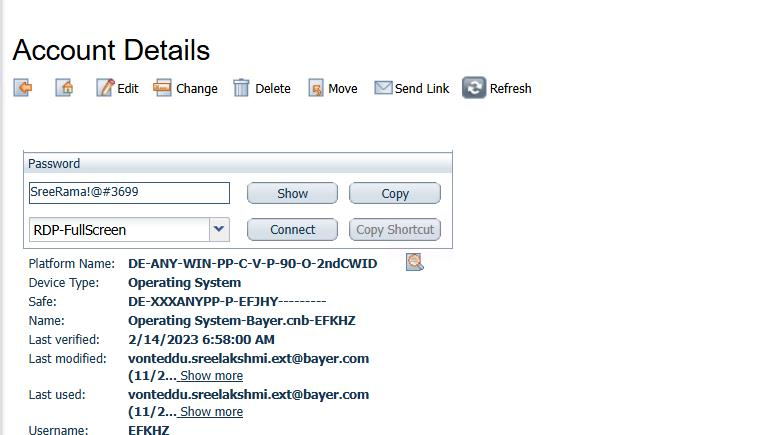 Account Details
Edit Change Delete Move Send Link Refresh
Password
SreeRama!@#3699 Show Copy
RDP-FullScreen Connect Copy Shortcut
Platform Name: DE-ANY-WIN-PP-C-V-P-90-O-2ndCWID
Device Type: Operating System
Safe: DE-XXXANYPP-P-EFJHY---------
Name: Operating System-Bayer.cnb-EFKHZ
Last verified: 2/14/2023 6:58:00 AM
Last modified: vonteddu.sreelakshmi.ext@bayer.com
(11/2... Show more
Last used: vonteddu.sreelakshmi.ext@bayer.com
(11/2... Show more
Username: EFKHZ